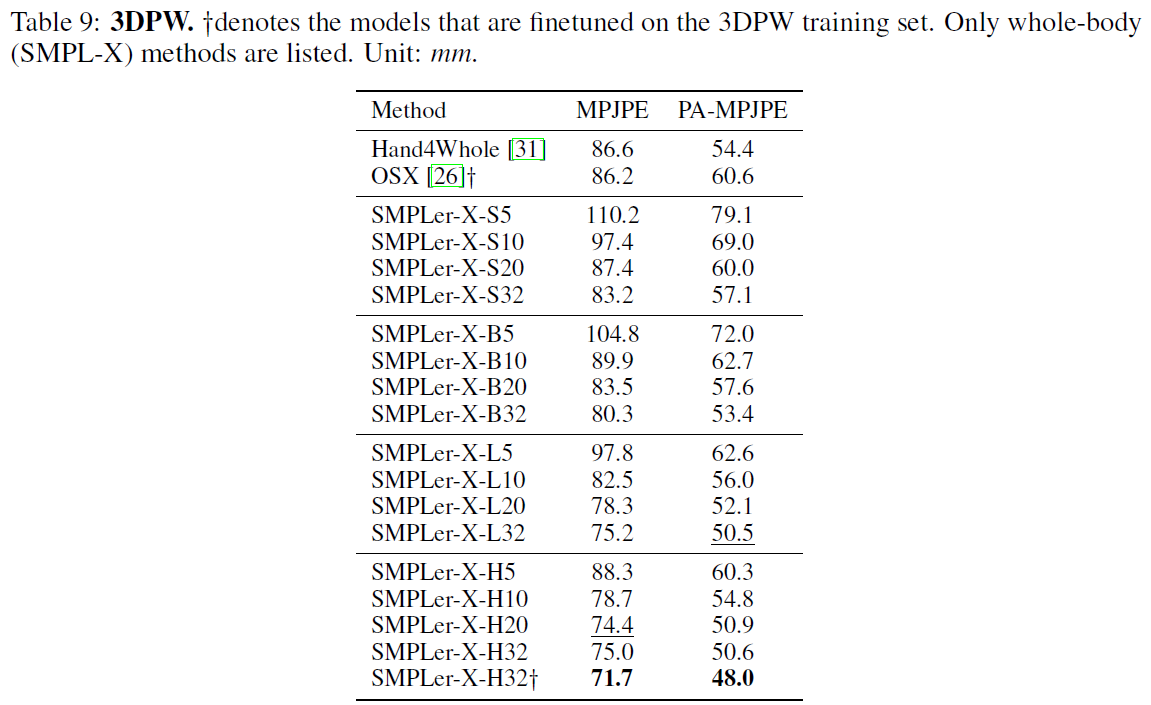 Table 9: 3DPW. †denotes the models that are finetuned on the 3DPW training set. Only whole-body
(SMPL-X) methods are listed. Unit: mm.
Method MPJPE PA-MPJPE
Hand4Whole [31] 86.6 54.4
OSX [26]† 86.2 60.6
SMPLer-X-S5 110.2 79.1
SMPLer-X-S10 97.4 69.0
SMPLer-X-S20 87.4 60.0
SMPLer-X-S32 83.2 57.1
SMPLer-X-B5 104.8 72.0
SMPLer-X-B10 89.9 62.7
SMPLer-X-B20 83.5 57.6
SMPLer-X-B32 80.3 53.4
SMPLer-X-L5 97.8 62.6
SMPLer-X-L10 82.5 56.0
SMPLer-X-L20 78.3 52.1
SMPLer-X-L32 75.2 50.5
SMPLer-X-H5 88.3 60.3
SMPLer-X-H10 78.7 54.8
SMPLer-X-H20 74.4 50.9
SMPLer-X-H32 75.0 50.6
SMPLer-X-H32† 71.7 48.0